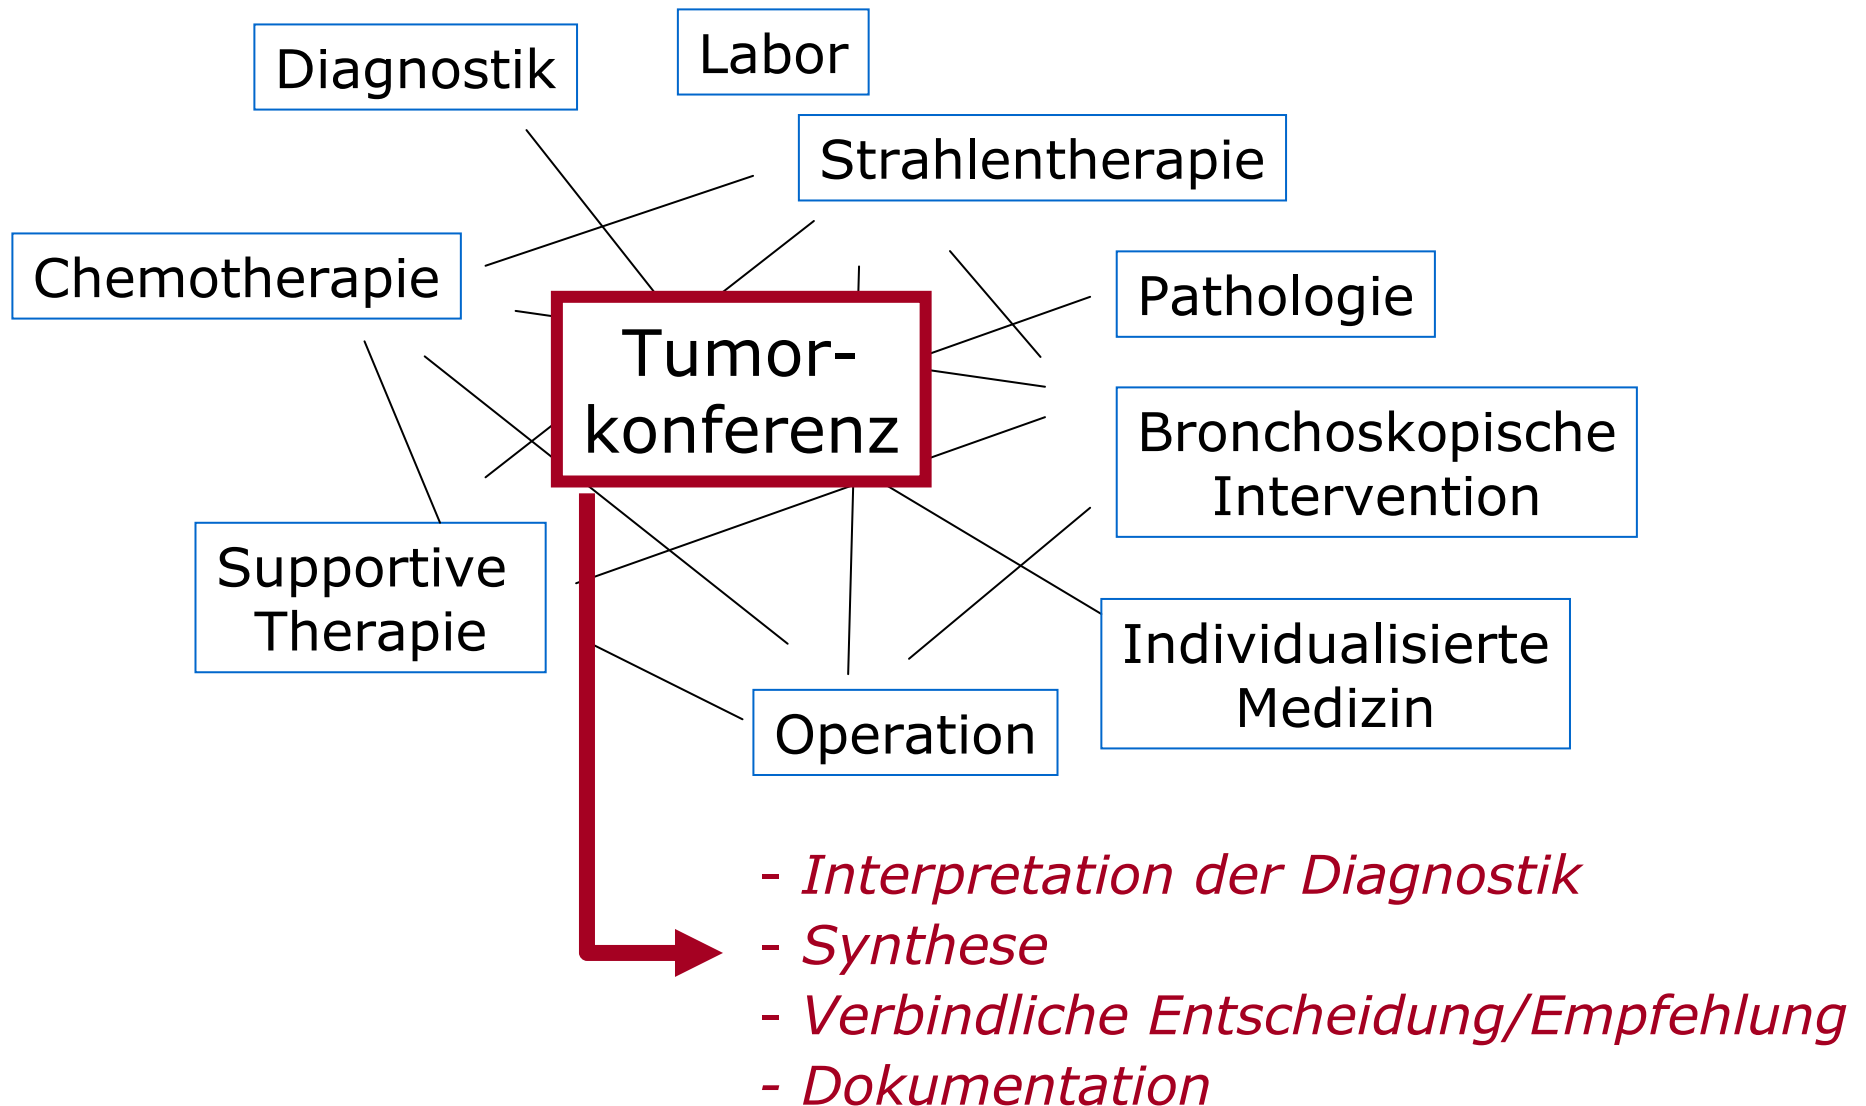 Diagnostik
Labor
Strahlentherapie
Chemotherapie
Pathologie
Tumor-
konferenz
Bronchoskopische
Intervention
Supportive
Therapie
Individualisierte
Medizin
Operation
- Interpretation der Diagnostik
- Synthese
- Verbindliche Entscheidung/Empfehlung
- Dokumentation